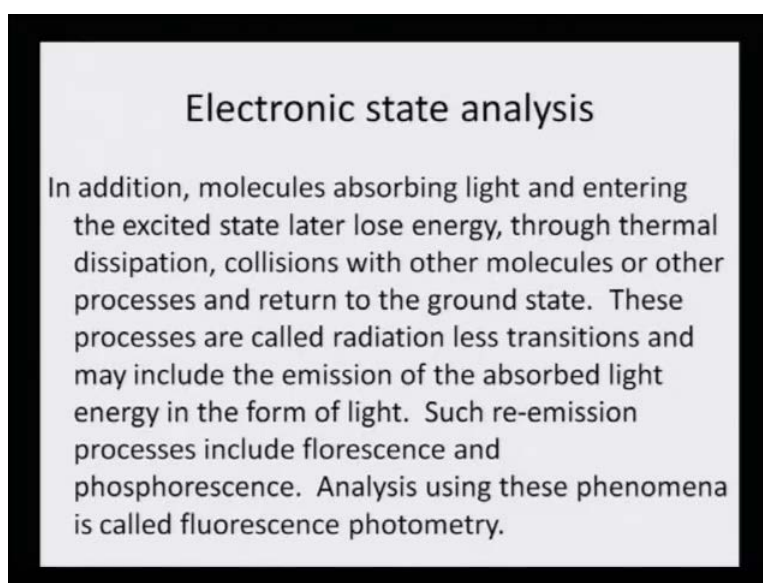 Electronic state analysis
In addition, molecules absorbing light and entering
the excited state later lose energy, through thermal
dissipation, collisions with other molecules or other
processes and return to the ground state.  These
processes are called radiation less transitions and
may include the emission of the absorbed light
energy in the form of light.  Such re-emission
processes include florescence and
phosphorescence.  Analysis using these phenomena
is called fluorescence photometry.